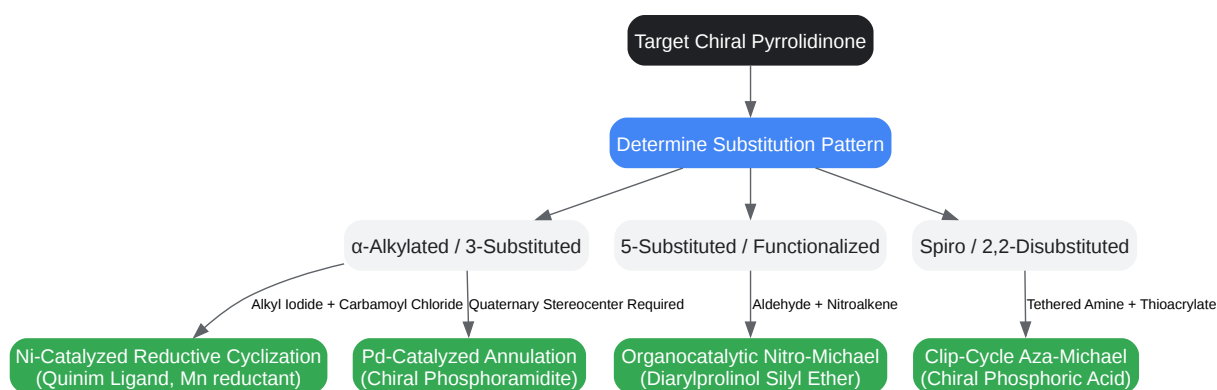 Target Chiral Pyrrolidinone
Determine Substitution Pattern
α-Alkylated / 3-Substituted
5-Substituted / Functionalized
Spiro / 2,2-Disubstituted
Alkyl Iodide + Carbamoyl Chloride
Quaternary Stereocenter Required
Aldehyde + Nitroalkene
Tethered Amine + Thioacrylate
Ni-Catalyzed Reductive Cyclization
(Quinim Ligand, Mn reductant)
Pd-Catalyzed Annulation
(Chiral Phosphoramidite)
Organocatalytic Nitro-Michael
(Diarylprolinol Silyl Ether)
Clip-Cycle Aza-Michael
(Chiral Phosphoric Acid)